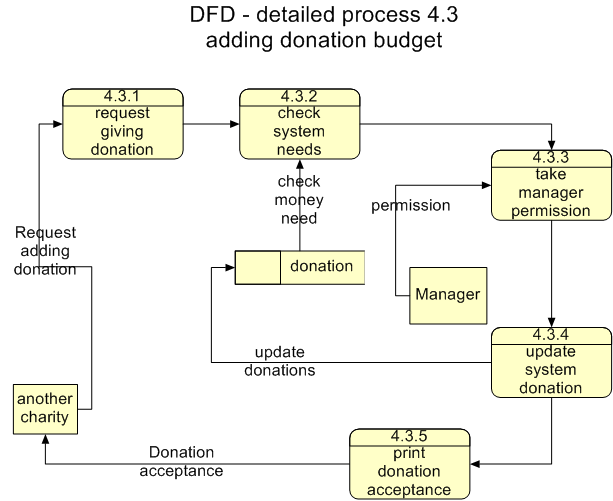 DFD - detailed process 4.3
adding donation budget
4.3.1
request
giving
donation
4.3.2
check
system
needs
4.3.3
take
manager
permission
check
money
need
permission
Request
adding
donation
donation
Manager
4.3.4
update
system
donation
update
donations
another
charity
4.3.5
print
donation
acceptance
Donation
acceptance